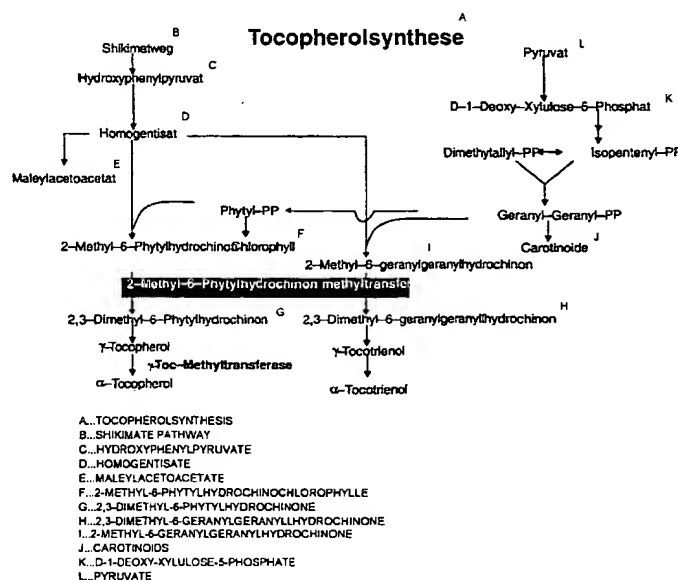 Tocopherolsynthese A
B
Shikimatweg
Hydroxyphenylpyruvat C
D
Homogentisat
E
Maleylacetoacetat
Pyruvat L
D-1-Deoxy-Xylulose-5-Phosphat K
Dimethylallyl-PP
Isopentenyl-PP
Geranyl-Geranyl-PP
J
Carotinoide
Phytyl-PP
F
2-Methyl-6-Phytylhydrochinon
Chlorophyll
I
2-Methyl-6-geranylgeranylhydrochinon
2-Methyl-6-Phytylhydrochinon methyltransfe
2,3-Dimethyl-6-Phytylhydrochinon G
2,3-Dimethyl-6-geranylgeranyllhydrochinon H
γ-Tocopherol
γ-Toc-Methyltransferase
α-Tocopherol
γ-Tocotrienol
α-Tocotrienol
A...TOCOPHEROLSYNTHESIS
B...SHIKIMATE PATHWAY
C...HYDROXYPHENYLPYRUVATE
D...HOMOGENTISATE
E...MALEYLACETOACETATE
F...2-METHYL-6-PHYTYLHYDROCHINOCHLOROPHYLLE
G...2,3-DIMETHYL-6-PHYTYLHYDROCHINONE
H...2,3-DIMETHYL-6-GERANYLGERANYLLHYDROCHINONE
I...2-METHYL-6-GERANYLGERANYLHYDROCHINONE
J...CAROTINOIDS
K...D-1-DEOXY-XYLULOSE-5-PHOSPHATE
L...PYRUVATE